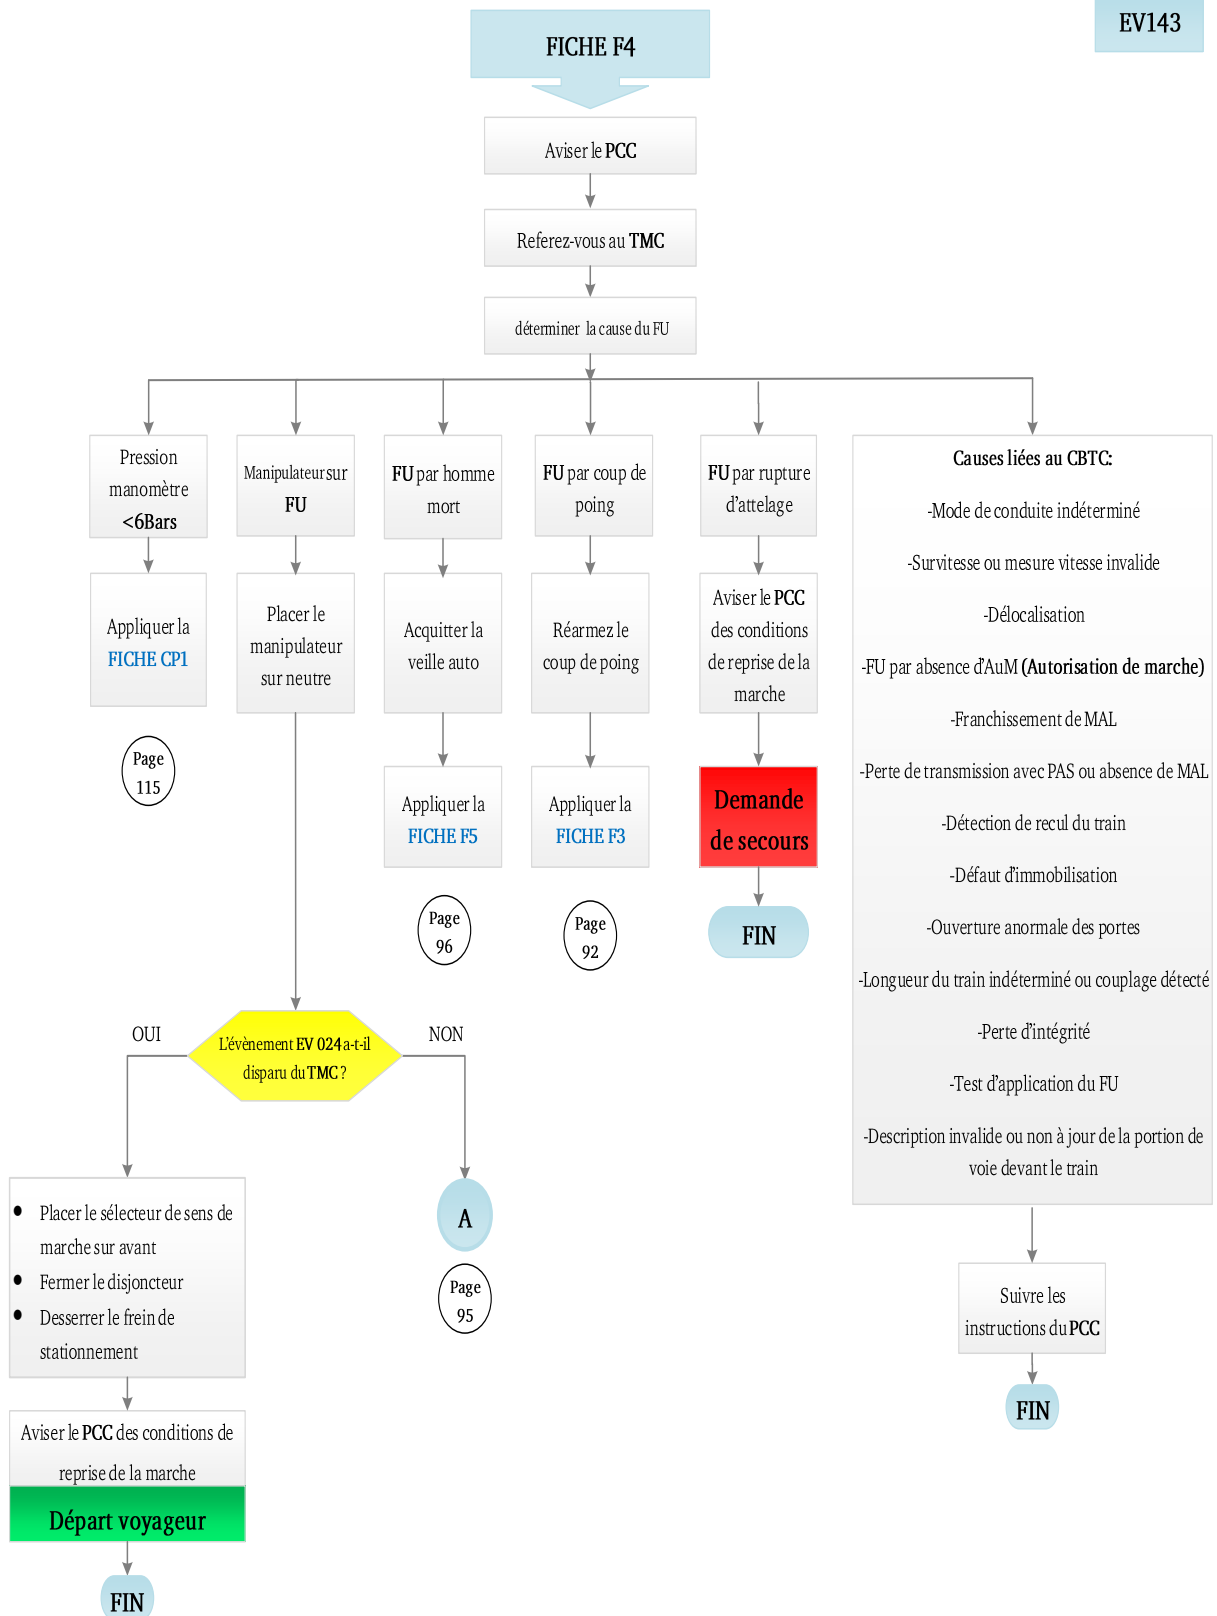 EV143
FICHE F4
Aviser le PCC
Referez-vous au TMC
déterminer la cause du FU
Pression
manomètre
<6Bars
Appliquer la
FICHE CP1
Page
115
Manipulateur sur
FU
Placer le
manipulateur
sur neutre
FU par homme
mort
Acquitter la
veille auto
Appliquer la
FICHE F5
Page
96
FU par coup de
poing
Réarmez le
coup de poing
Appliquer la
FICHE F3
Page
92
FU par rupture
d'attelage
Aviser le PCC
des conditions
de reprise de la
marche
Demande
de secours
FIN
Causes liées au CBTC:
-Mode de conduite indéterminé
-Survitesse ou mesure vitesse invalide
-Délocalisation
-FU par absence d'AuM (Autorisation de marche)
-Franchissement de MAL
-Perte de transmission avec PAS ou absence de MAL
-Détection de recul du train
-Défaut d'immobilisation
-Ouverture anormale des portes
-Longueur du train indéterminé ou couplage détecté
-Perte d'intégrité
-Test d'application du FU
-Description invalide ou non à jour de la portion de
voie devant le train
Suivre les
instructions du PCC
FIN
OUI
L'évènement EV 024 a-t-il
disparu du TMC ?
NON
A
Page
95
• Placer le sélecteur de sens de
marche sur avant
• Fermer le disjoncteur
• Desserrer le frein de
stationnement
Aviser le PCC des conditions de
reprise de la marche
Départ voyageur
FIN